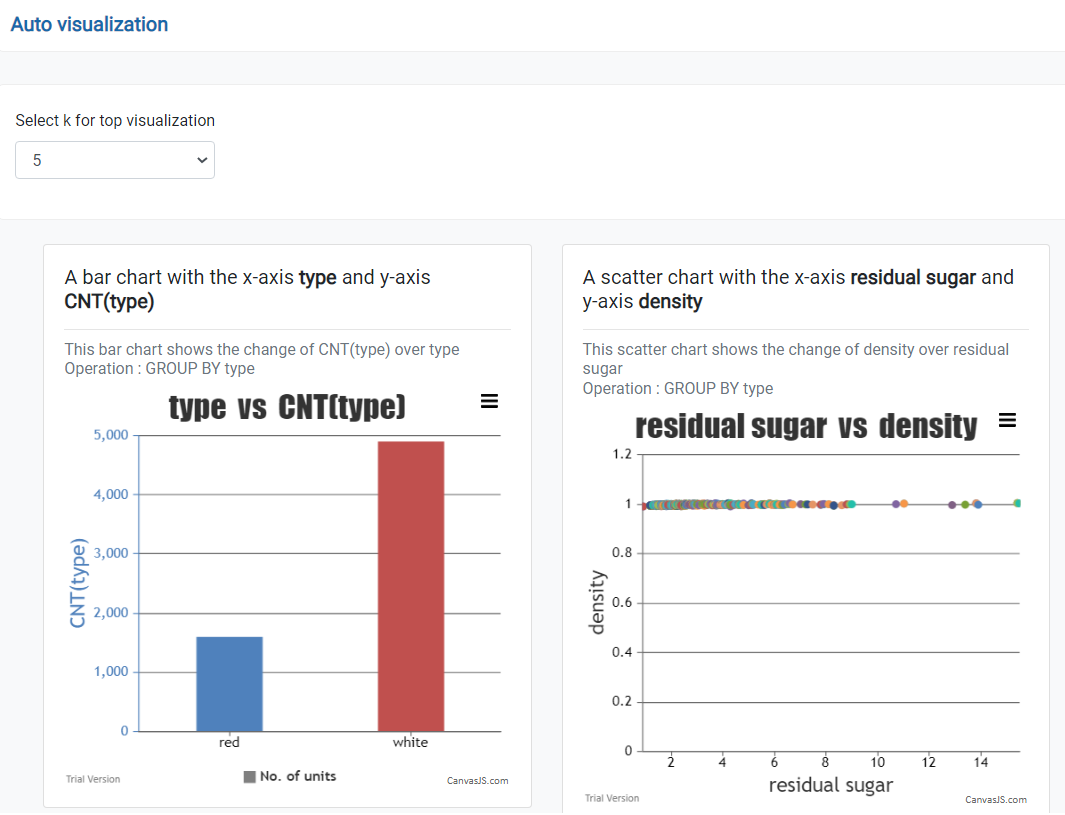 Auto visualization
Select k for top visualization
5
A bar chart with the x-axis type and y-axis
CNT(type)
This bar chart shows the change of CNT(type) over type
Operation : GROUP BY type
type vs CNT(type)
5,000
4,000
3,000
2,000
1,000
0
CNT(type)
red
white
No. of units
Trial Version
CanvasJS.com
A scatter chart with the x-axis residual sugar and
y-axis density
This scatter chart shows the change of density over residual
sugar
Operation : GROUP BY type
residual sugar vs density
1.2
1
0.8
0.6
0.4
0.2
0
density
2
4
6
8
10
12
14
residual sugar
Trial Version
CanvasJS.com